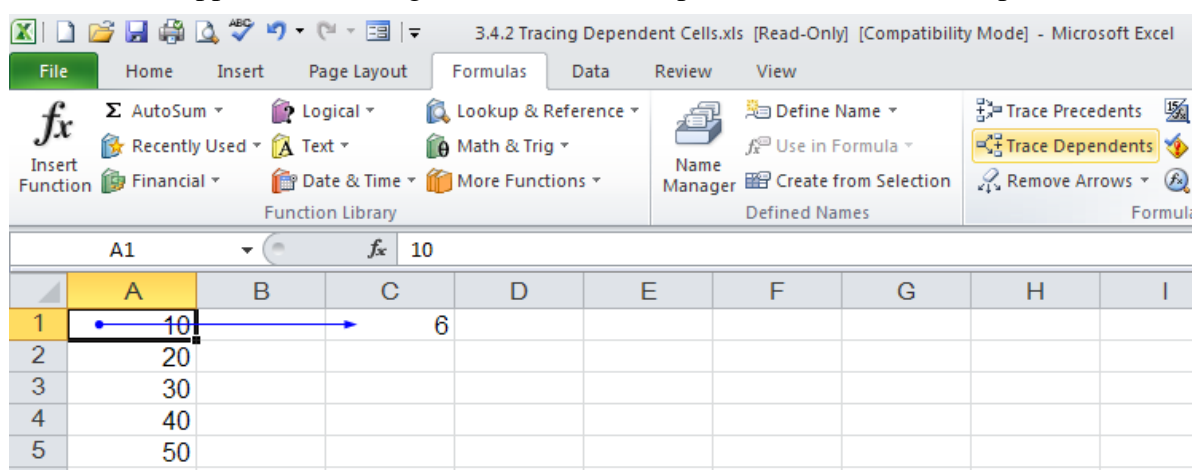 3.4.2 Tracing Dependent Cells.xls [Read-Only] [Compatibility Mode] - Microsoft Excel
File Home Insert Page Layout Formulas Data Review View
Σ AutoSum Logical Lookup & Reference Define Name Trace Precedents
fx Recently Used A Text θ Math & Trig Use in Formula Trace Dependents
Insert Function Financial Date & Time More Functions Name Manager Create from Selection Remove Arrows
Function Library Defined Names
A1 fx 10
A B C D E F G H I
1 10 6
2 20
3 30
4 40
5 50